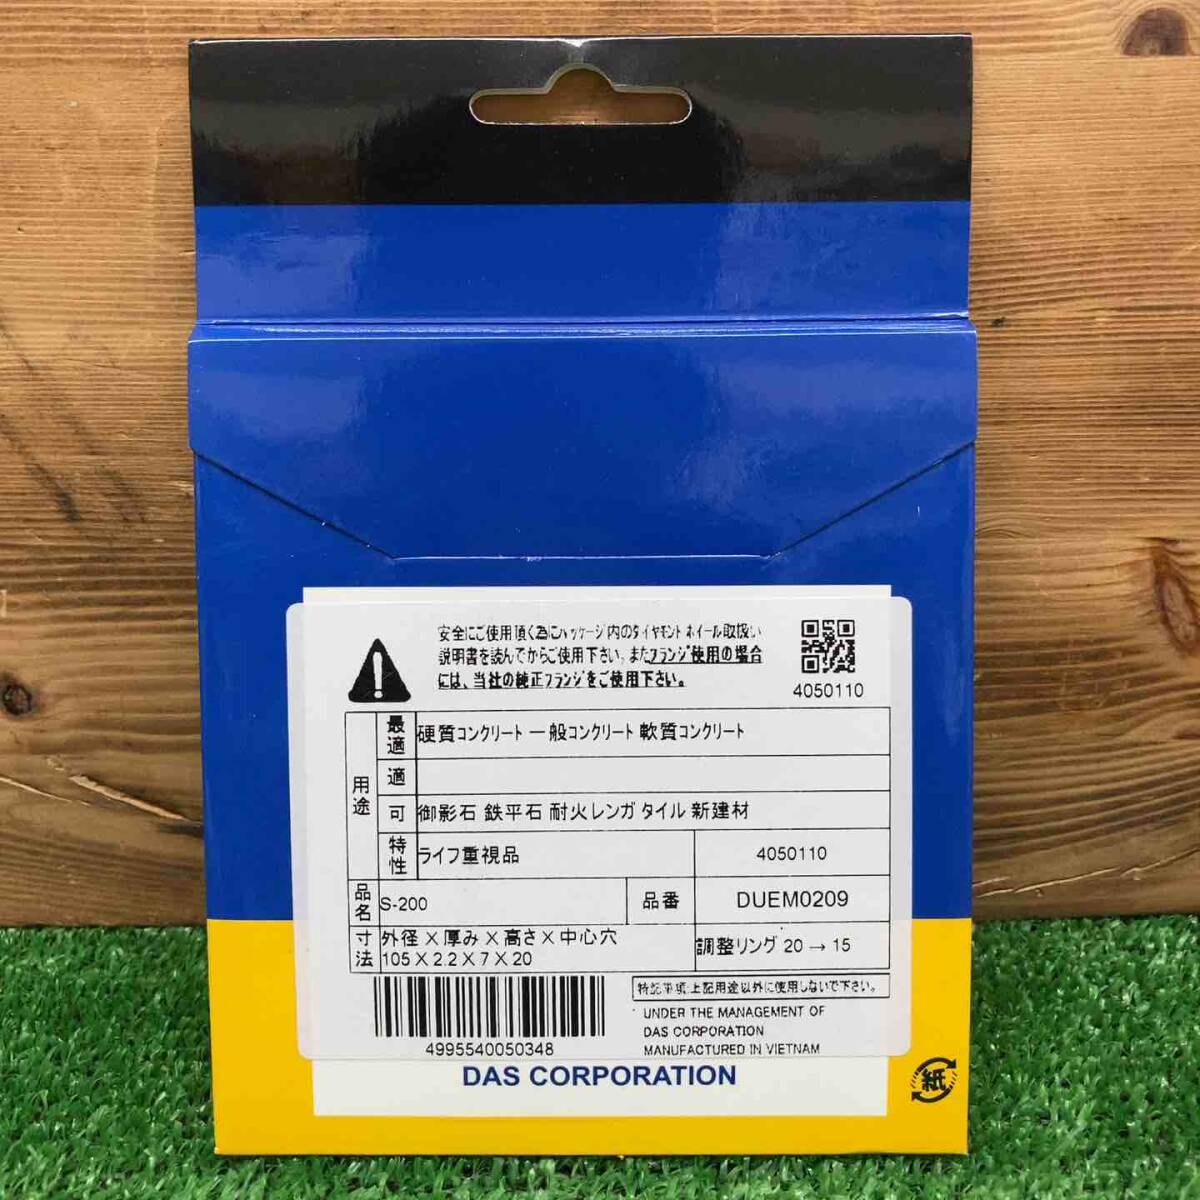 安全にご使用頂く為にパッケージ内のダイヤモンドホイール取扱い
説明書を読んでからご使用下さい。またフランジ使用の場合
には、当社の純正フランジをご使用下さい。
4050110
用途
最適 硬質コンクリート 一般コンクリート 軟質コンクリート
適
可 御影石 鉄平石 耐火レンガ タイル 新建材
特性 ライフ重視品 4050110
品名 S-200 品番 DUEM0209
寸法 外径×厚み×高さ×中心穴
105×2.2×7×20
調整リング 20 → 15
特記事項:上記用途以外に使用しないで下さい。
UNDER THE MANAGEMENT OF
DAS CORPORATION
MANUFACTURED IN VIETNAM
4995540050348
DAS CORPORATION
紙